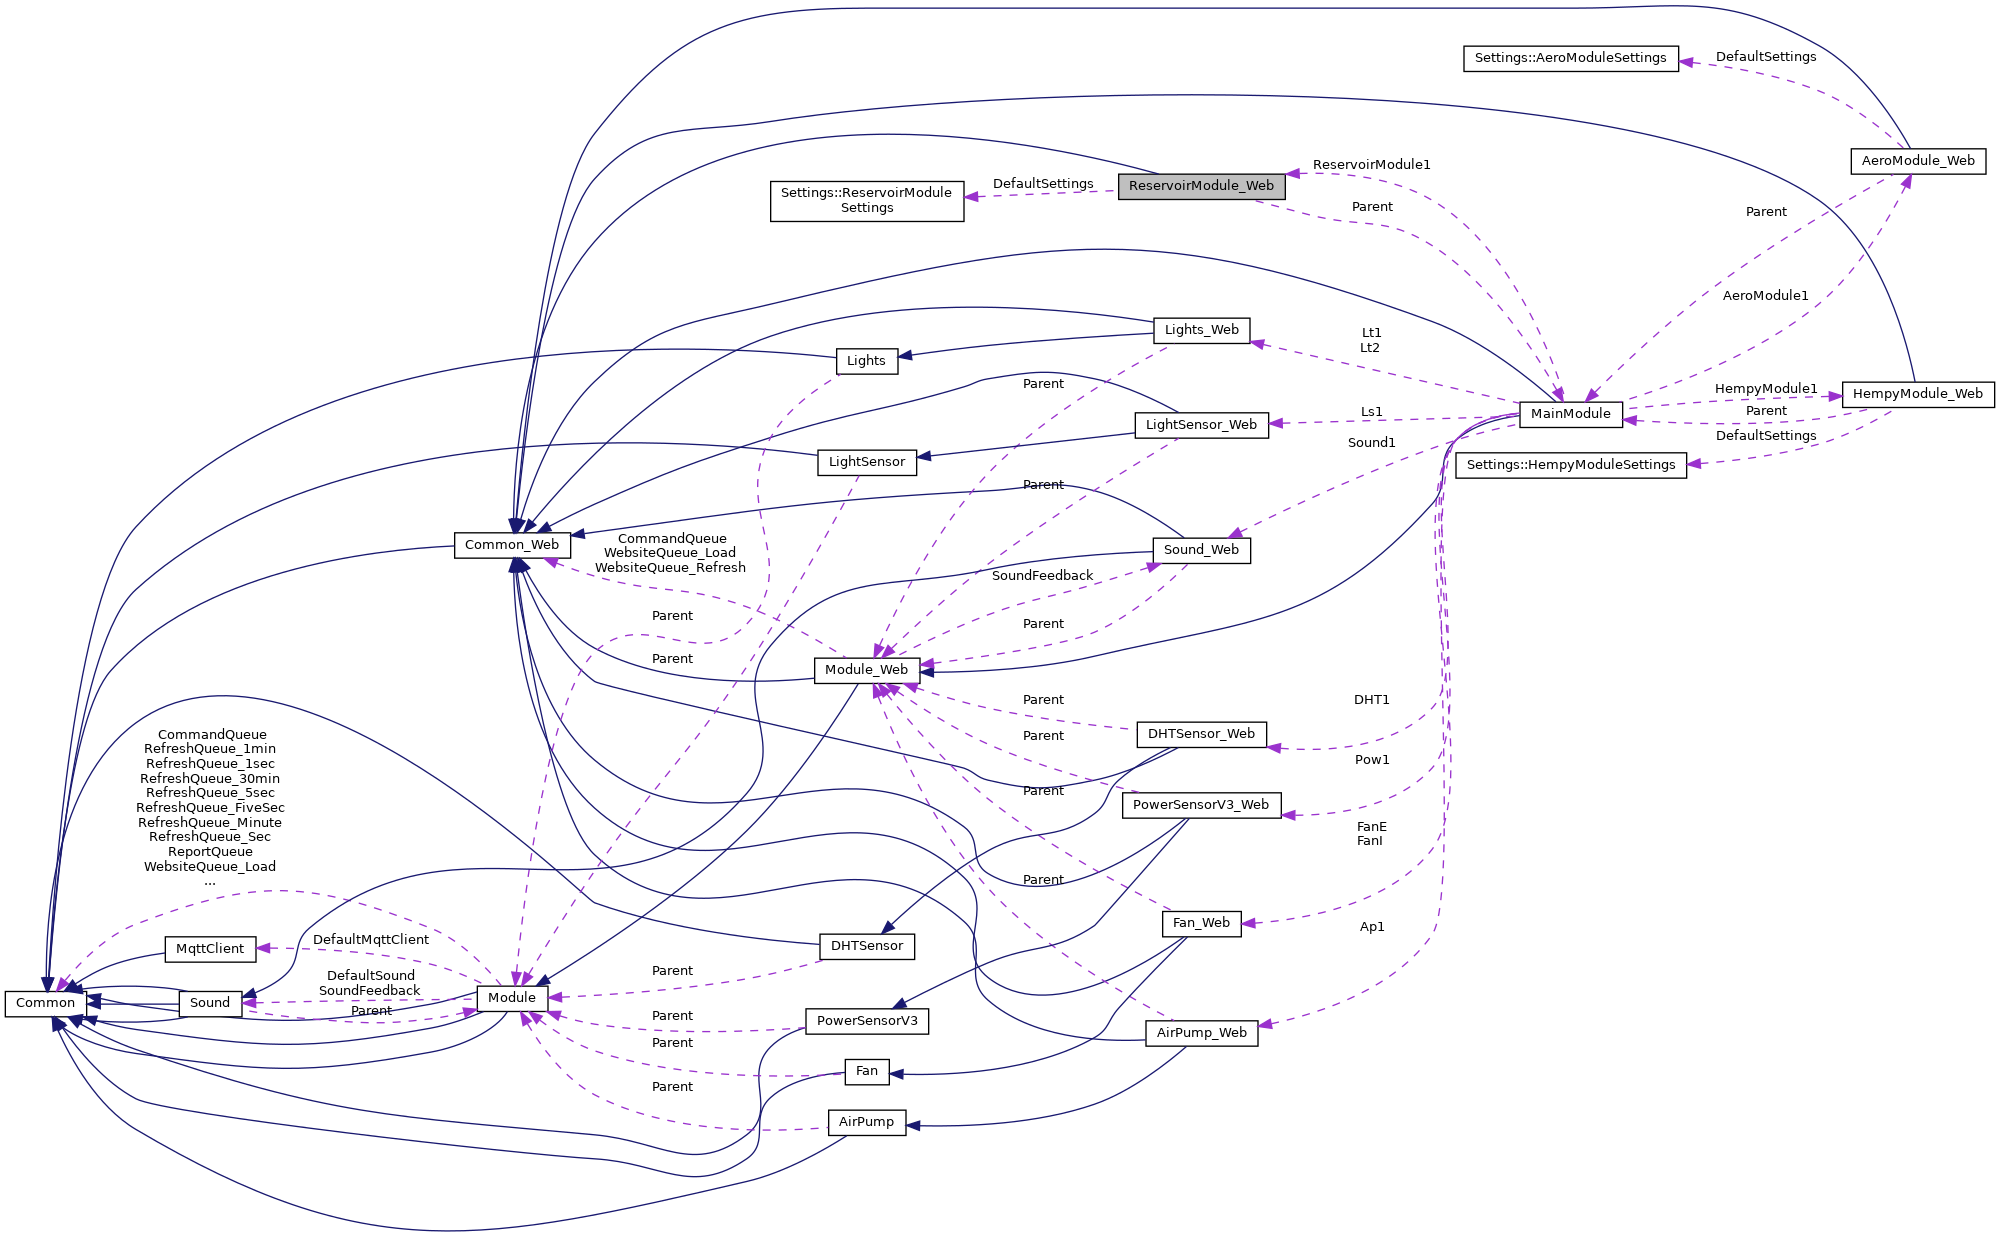 Settings::AeroModuleSettings
DefaultSettings
AeroModule_Web
ReservoirModule1
Settings::ReservoirModule
Settings
DefaultSettings
ReservoirModule_Web
Parent
Parent
AeroModule1
Lights_Web
Lt1
Lt2
Lights
Parent
HempyModule1
HempyModule_Web
Parent
MainModule
LightSensor_Web
Ls1
DefaultSettings
Sound1
LightSensor
Settings::HempyModuleSettings
Parent
Common_Web
CommandQueue
WebsiteQueue_Load
WebsiteQueue_Refresh
Sound_Web
SoundFeedback
Parent
Parent
Parent
Module_Web
Parent
DHT1
DHTSensor_Web
Parent
Pow1
CommandQueue
RefreshQueue_1min
RefreshQueue_1sec
RefreshQueue_30min
RefreshQueue_5sec
RefreshQueue_FiveSec
RefreshQueue_Minute
RefreshQueue_Sec
ReportQueue
WebsiteQueue_Load
...
Parent
PowerSensorV3_Web
FanE
FanI
Parent
Fan_Web
Ap1
MqttClient
DefaultMqttClient
DHTSensor
DefaultSound
SoundFeedback
Parent
Common
Sound
Parent
Module
Parent
PowerSensorV3
AirPump_Web
Parent
Fan
Parent
AirPump